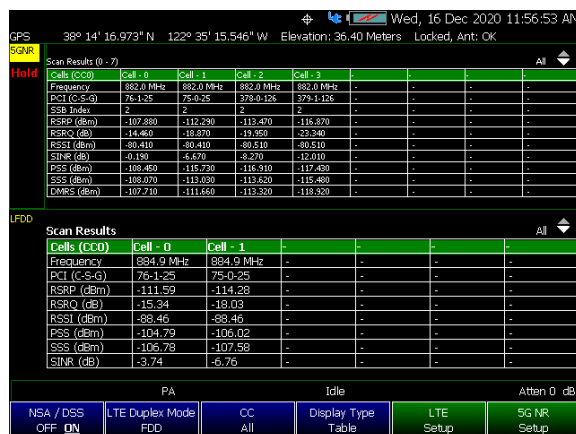 Wed, 16 Dec 2020 11:56:53 AM
GPS 38º 14' 16.973" N 122º 35' 15.546" W Elevation: 36.40 Meters Locked, Ant: OK
5GNR
Hold
Scan Results (0 - 7) All
Cells (CC0) Cell - 0 Cell - 1 Cell - 2 Cell - 3 - - - -
Frequency 882.0 MHz 882.0 MHz 882.0 MHz 882.0 MHz - - - -
PCI (C-S-G) 76-1-25 75-0-25 378-0-126 379-1-126 - - - -
SSB Index 2 2 2 2 - - - -
RSRP (dBm) -107.880 -112.290 -113.470 -116.870 - - - -
RSRQ (dB) -14.460 -18.870 -19.950 -23.340 - - - -
RSSI (dBm) -80.410 -80.410 -80.510 -80.510 - - - -
SINR (dB) -0.190 -6.670 -8.270 -12.010 - - - -
PSS (dBm) -108.450 -115.730 -116.910 -117.430 - - - -
SSS (dBm) -108.070 -113.030 -113.620 -115.480 - - - -
DMRS (dBm) -107.710 -111.660 -113.320 -118.920 - - - -
LFDD
Scan Results All
Cells (CC0) Cell - 0 Cell - 1 - - - -
Frequency 884.9 MHz 884.9 MHz - - - -
PCI (C-S-G) 76-1-25 75-0-25 - - - -
RSRP (dBm) -111.59 -114.28 - - - -
RSRQ (dB) -15.34 -18.03 - - - -
RSSI (dBm) -88.46 -88.46 - - - -
PSS (dBm) -104.79 -106.02 - - - -
SSS (dBm) -106.78 -107.58 - - - -
SINR (dB) -3.74 -6.76 - - - -
PA Idle Atten 0 dB
NSA / DSS LTE Duplex Mode CC Display Type LTE 5G NR
OFF ON FDD All Table Setup Setup